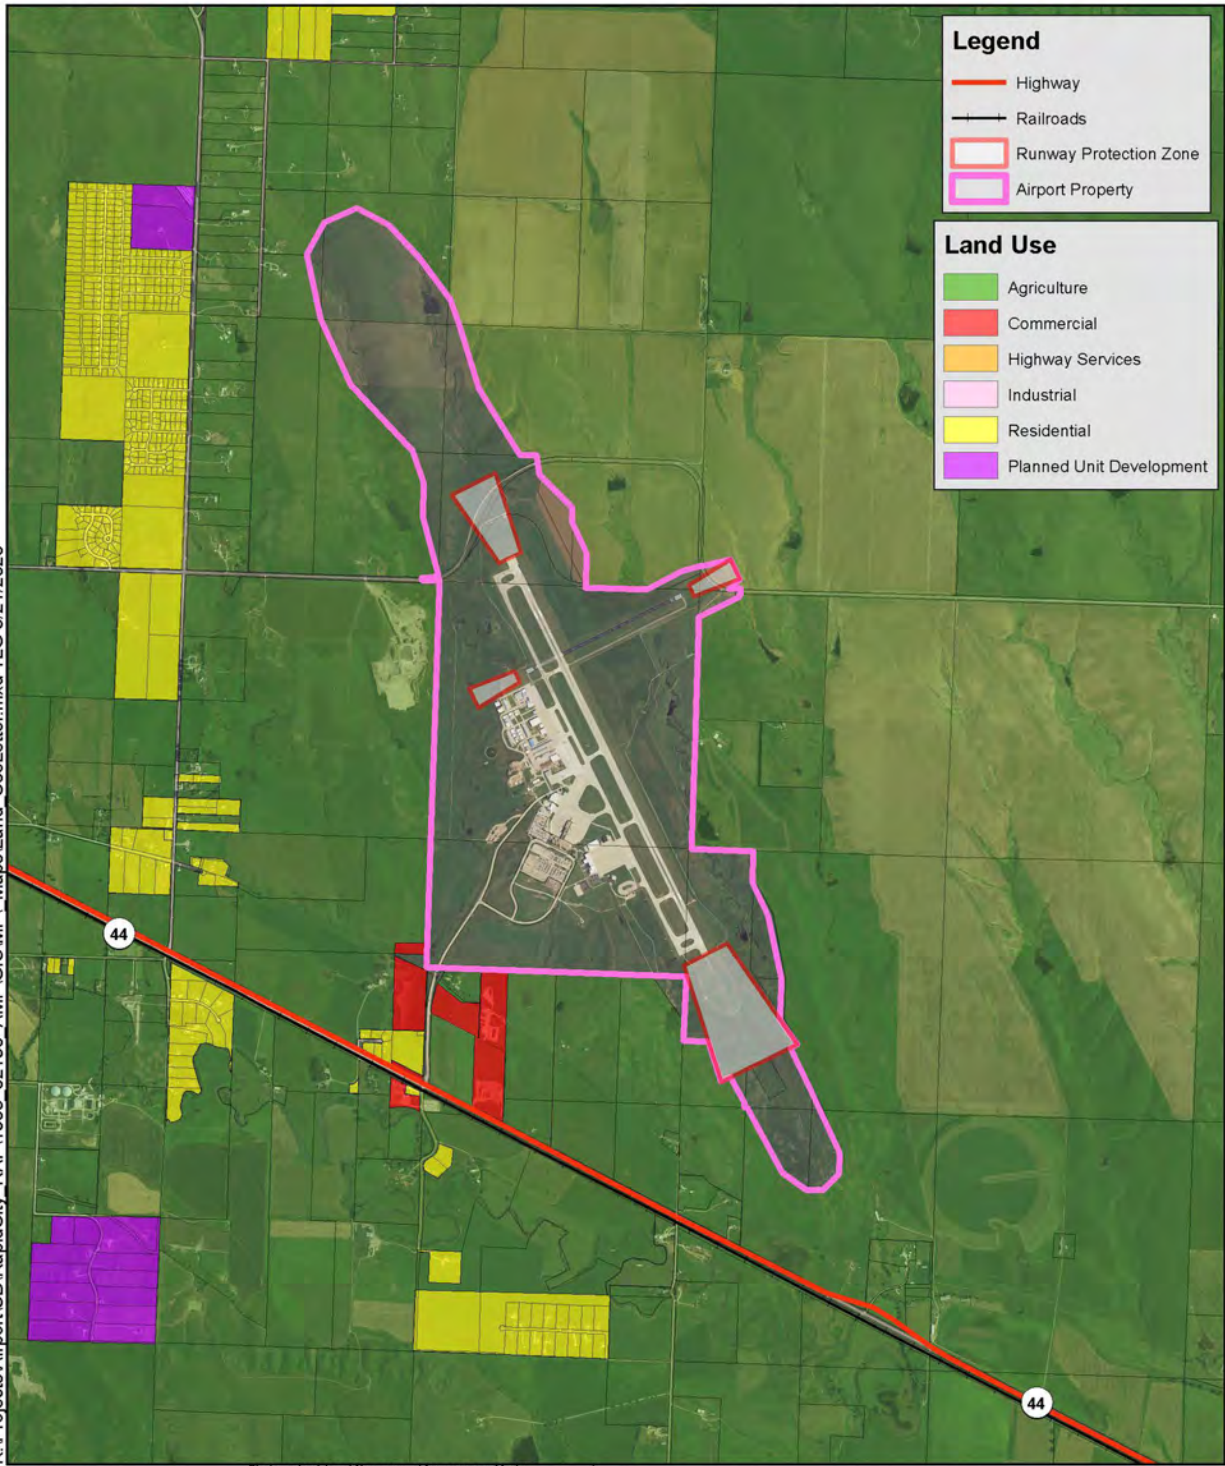 Legend
Highway
Railroads
Runway Protection Zone
Airport Property
Land Use
Agriculture
Commercial
Highway Services
Industrial
Residential
Planned Unit Development
44
44